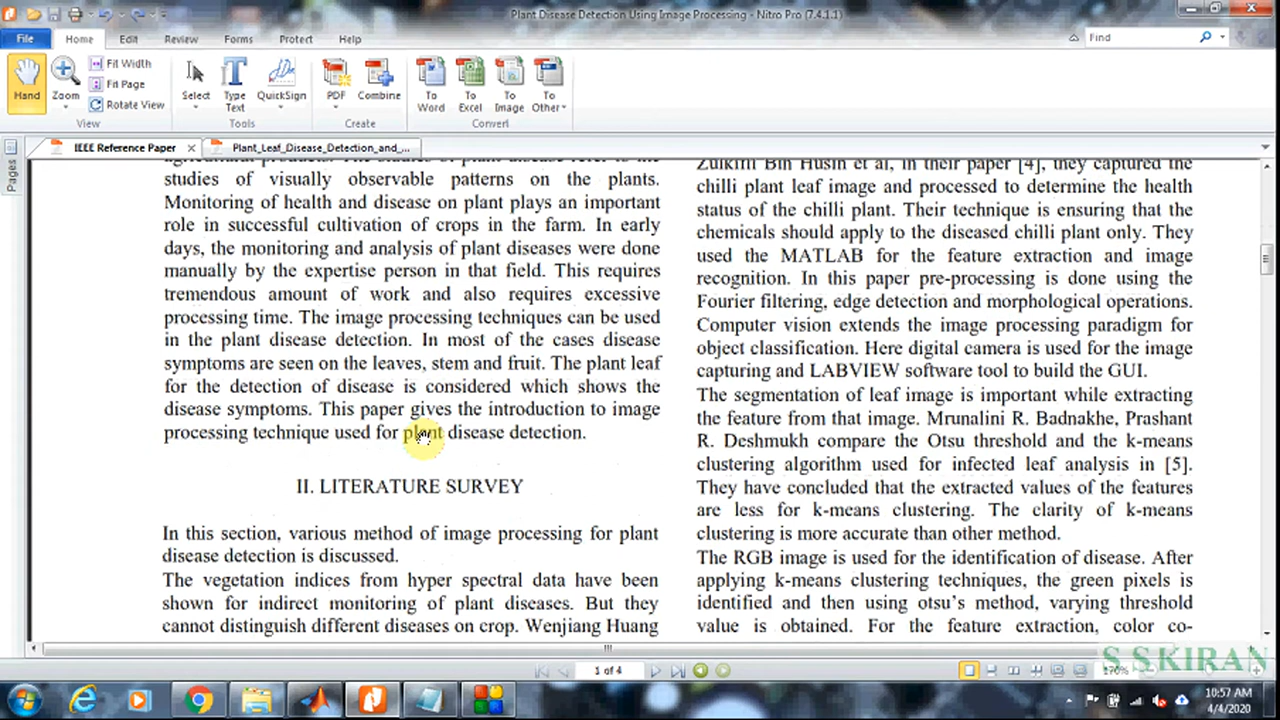 Plant Disease Detection Using Image Processing - Nitro Pro (7.4.1.1)
File Home Edit Review Forms Protect Help
Find
Hand
Zoom
Fit Width
Fit Page
Rotate View
View
Select
Type Text
QuickSign
Tools
PDF
Combine
Create
To Word
To Excel
To Image
To Other
Convert
IEEE Reference Paper
Plant_Leaf_Disease_Detection_and_...
Pages
agricultural products. The studies of plant disease refer to the
studies of visually observable patterns on the plants.
Monitoring of health and disease on plant plays an important
role in successful cultivation of crops in the farm. In early
days, the monitoring and analysis of plant diseases were done
manually by the expertise person in that field. This requires
tremendous amount of work and also requires excessive
processing time. The image processing techniques can be used
in the plant disease detection. In most of the cases disease
symptoms are seen on the leaves, stem and fruit. The plant leaf
for the detection of disease is considered which shows the
disease symptoms. This paper gives the introduction to image
processing technique used for plant disease detection.
II. LITERATURE SURVEY
In this section, various method of image processing for plant
disease detection is discussed.
The vegetation indices from hyper spectral data have been
shown for indirect monitoring of plant diseases. But they
cannot distinguish different diseases on crop. Wenjiang Huang
Zulkifli Bin Husin et al, in their paper [4], they captured the
chilli plant leaf image and processed to determine the health
status of the chilli plant. Their technique is ensuring that the
chemicals should apply to the diseased chilli plant only. They
used the MATLAB for the feature extraction and image
recognition. In this paper pre-processing is done using the
Fourier filtering, edge detection and morphological operations.
Computer vision extends the image processing paradigm for
object classification. Here digital camera is used for the image
capturing and LABVIEW software tool to build the GUI.
The segmentation of leaf image is important while extracting
the feature from that image. Mrunalini R. Badnakhe, Prashant
R. Deshmukh compare the Otsu threshold and the k-means
clustering algorithm used for infected leaf analysis in [5].
They have concluded that the extracted values of the features
are less for k-means clustering. The clarity of k-means
clustering is more accurate than other method.
The RGB image is used for the identification of disease. After
applying k-means clustering techniques, the green pixels is
identified and then using otsu's method, varying threshold
value is obtained. For the feature extraction, color co-
1 of 4
170%
S S KIRAN
10:57 AM
4/4/2020